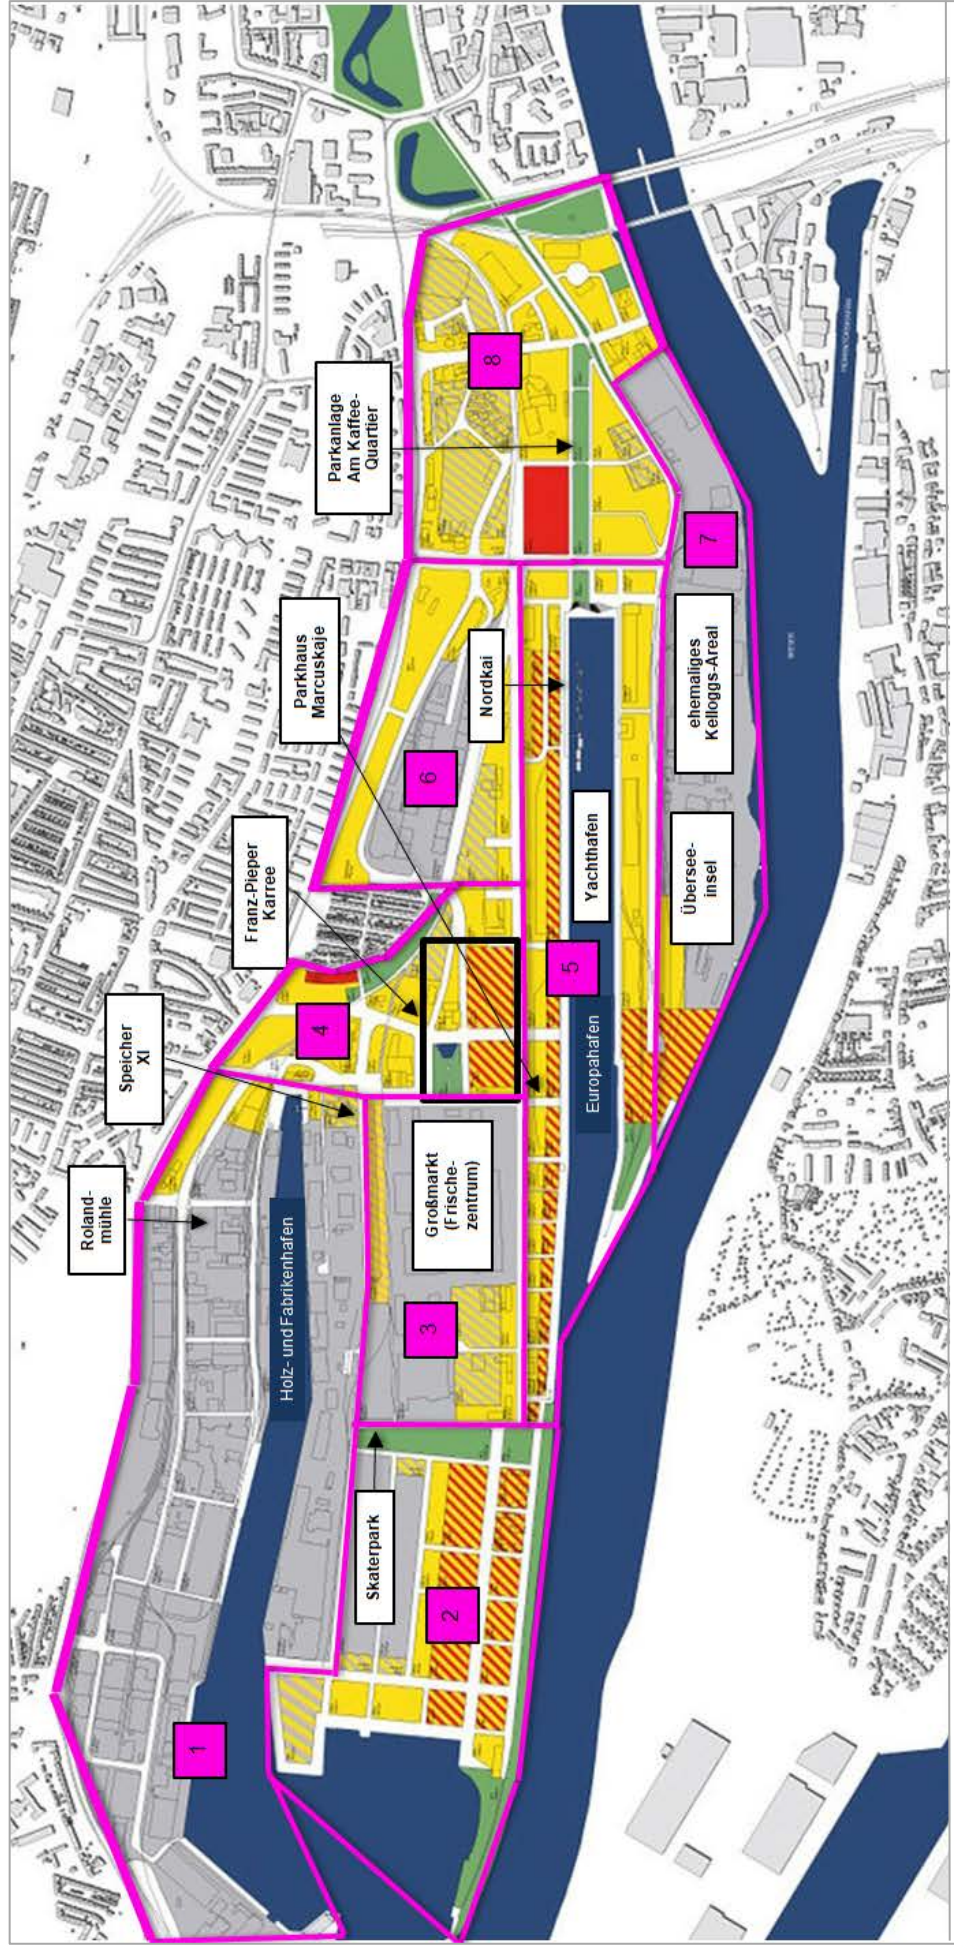 Roland-
mühle
Speicher
XI
Franz-Pieper
Karree
Parkhaus
Marcuskaje
Parkanlage
Am Kaffee-
Quartier
1
Holz- und Fabrikenhafen
4
6
8
Skaterpark
3
Großmarkt
(Frische-
zentrum)
Nordkai
2
Europahafen
5
Yachthafen
Übersee-
insel
ehemaliges
Kelloggs-Areal
7
WESER